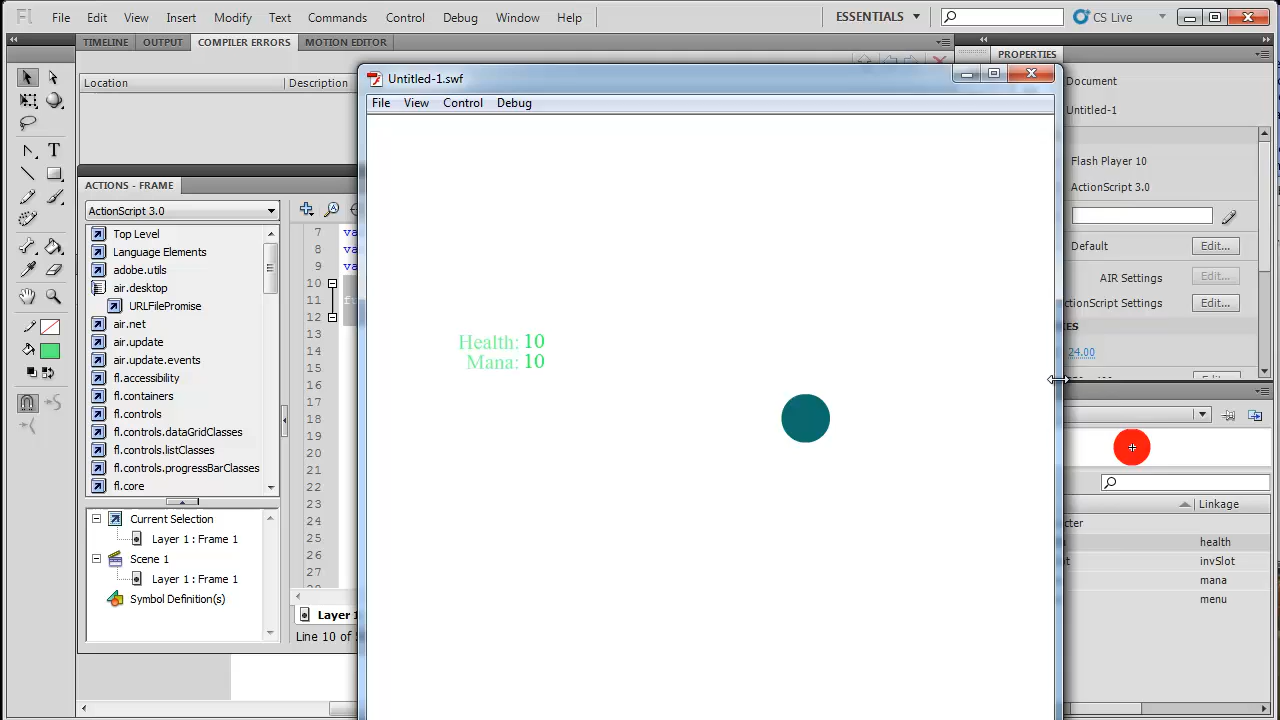 Fl File Edit View Insert Modify Text Commands Control Debug Window Help ESSENTIALS CS Live
TIMELINE OUTPUT COMPILER ERRORS MOTION EDITOR PROPERTIES
Location Description
Untitled-1.swf
File View Control Debug
Document
Untitled-1
Flash Player 10
ActionScript 3.0
Default Edit...
AIR Settings Edit...
ctionScript Settings Edit...
24.00
ACTIONS - FRAME
ActionScript 3.0
Top Level
Language Elements
adobe.utils
air.desktop
URLFilePromise
air.net
air.update
air.update.events
fl.accessibility
fl.containers
fl.controls
fl.controls.dataGridClasses
fl.controls.listClasses
fl.controls.progressBarClasses
fl.core
Current Selection
Layer 1 : Frame 1
Scene 1
Layer 1 : Frame 1
Symbol Definition(s)
7 va
8 va
9 va
10
11 fu
12
13
14
15
16
17
18
19
20
21
22
23
24
25
26
27
Layer 1
Line 10 of
Health: 10
Mana: 10
Linkage
cter
health
invSlot
mana
menu